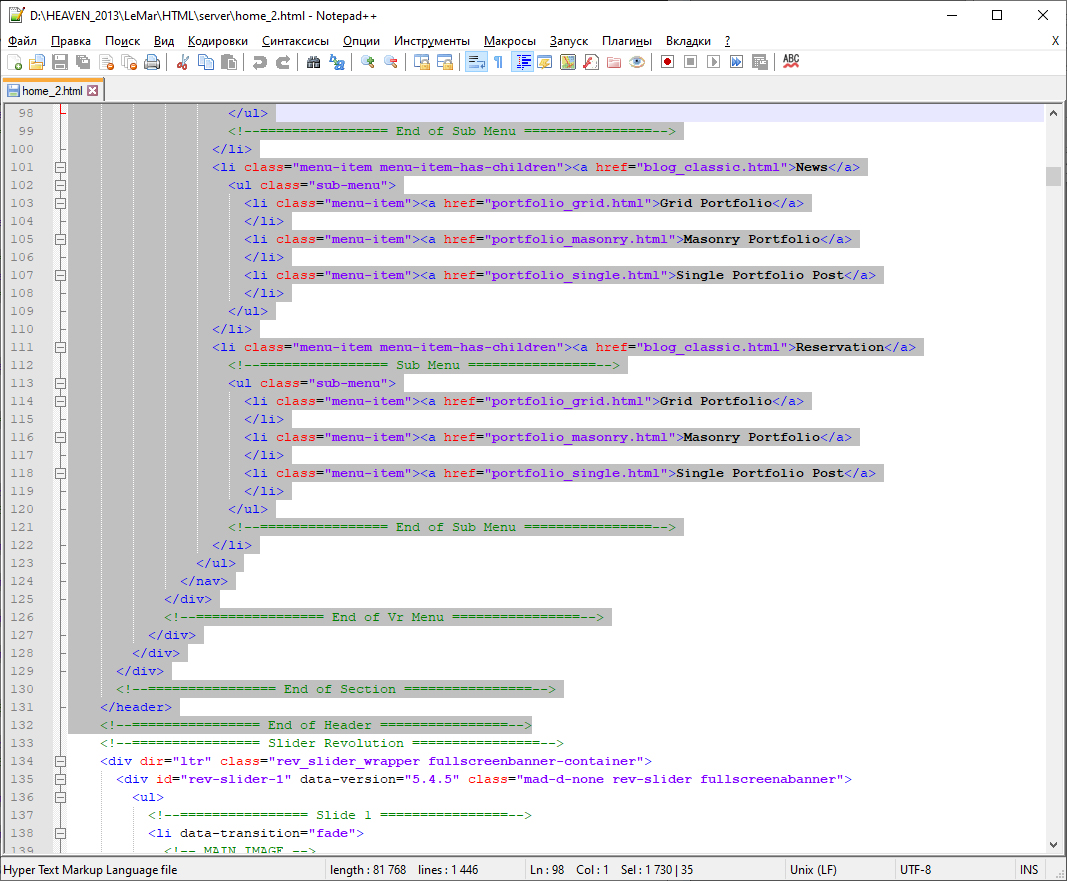 D:\HEAVEN_2013\LeMar\HTML\server\home_2.html - Notepad++
Файл Правка Поиск Вид Кодировки Синтаксисы Опции Инструменты Макросы Запуск Плагины Вкладки ? X
ABC
home_2.html
98 </ul>
99 <!--================ End of Sub Menu ================-->
100 </li>
101 <li class="menu-item menu-item-has-children"><a href="blog_classic.html">News</a>
102 <ul class="sub-menu">
103 <li class="menu-item"><a href="portfolio_grid.html">Grid Portfolio</a>
104 </li>
105 <li class="menu-item"><a href="portfolio_masonry.html">Masonry Portfolio</a>
106 </li>
107 <li class="menu-item"><a href="portfolio_single.html">Single Portfolio Post</a>
108 </li>
109 </ul>
110 </li>
111 <li class="menu-item menu-item-has-children"><a href="blog_classic.html">Reservation</a>
112 <!--================ Sub Menu ================-->
113 <ul class="sub-menu">
114 <li class="menu-item"><a href="portfolio_grid.html">Grid Portfolio</a>
115 </li>
116 <li class="menu-item"><a href="portfolio_masonry.html">Masonry Portfolio</a>
117 </li>
118 <li class="menu-item"><a href="portfolio_single.html">Single Portfolio Post</a>
119 </li>
120 </ul>
121 <!--================ End of Sub Menu ================-->
122 </li>
123 </ul>
124 </nav>
125 </div>
126 <!--================ End of Vr Menu ================-->
127 </div>
128 </div>
129 </div>
130 <!--================ End of Section ================-->
131 </header>
132 <!--================ End of Header ================-->
133 <!--================ Slider Revolution ================-->
134 <div dir="ltr" class="rev_slider_wrapper fullscreenbanner-container">
135 <div id="rev-slider-1" data-version="5.4.5" class="mad-d-none rev-slider fullscreenabanner">
136 <ul>
137 <!--================ Slide 1 ================-->
138 <li data-transition="fade">
139 <!-- MAIN IMAGE -->
Hyper Text Markup Language file length : 81 768 lines : 1 446 Ln : 98 Col : 1 Sel : 1 730 | 35 Unix (LF) UTF-8 INS